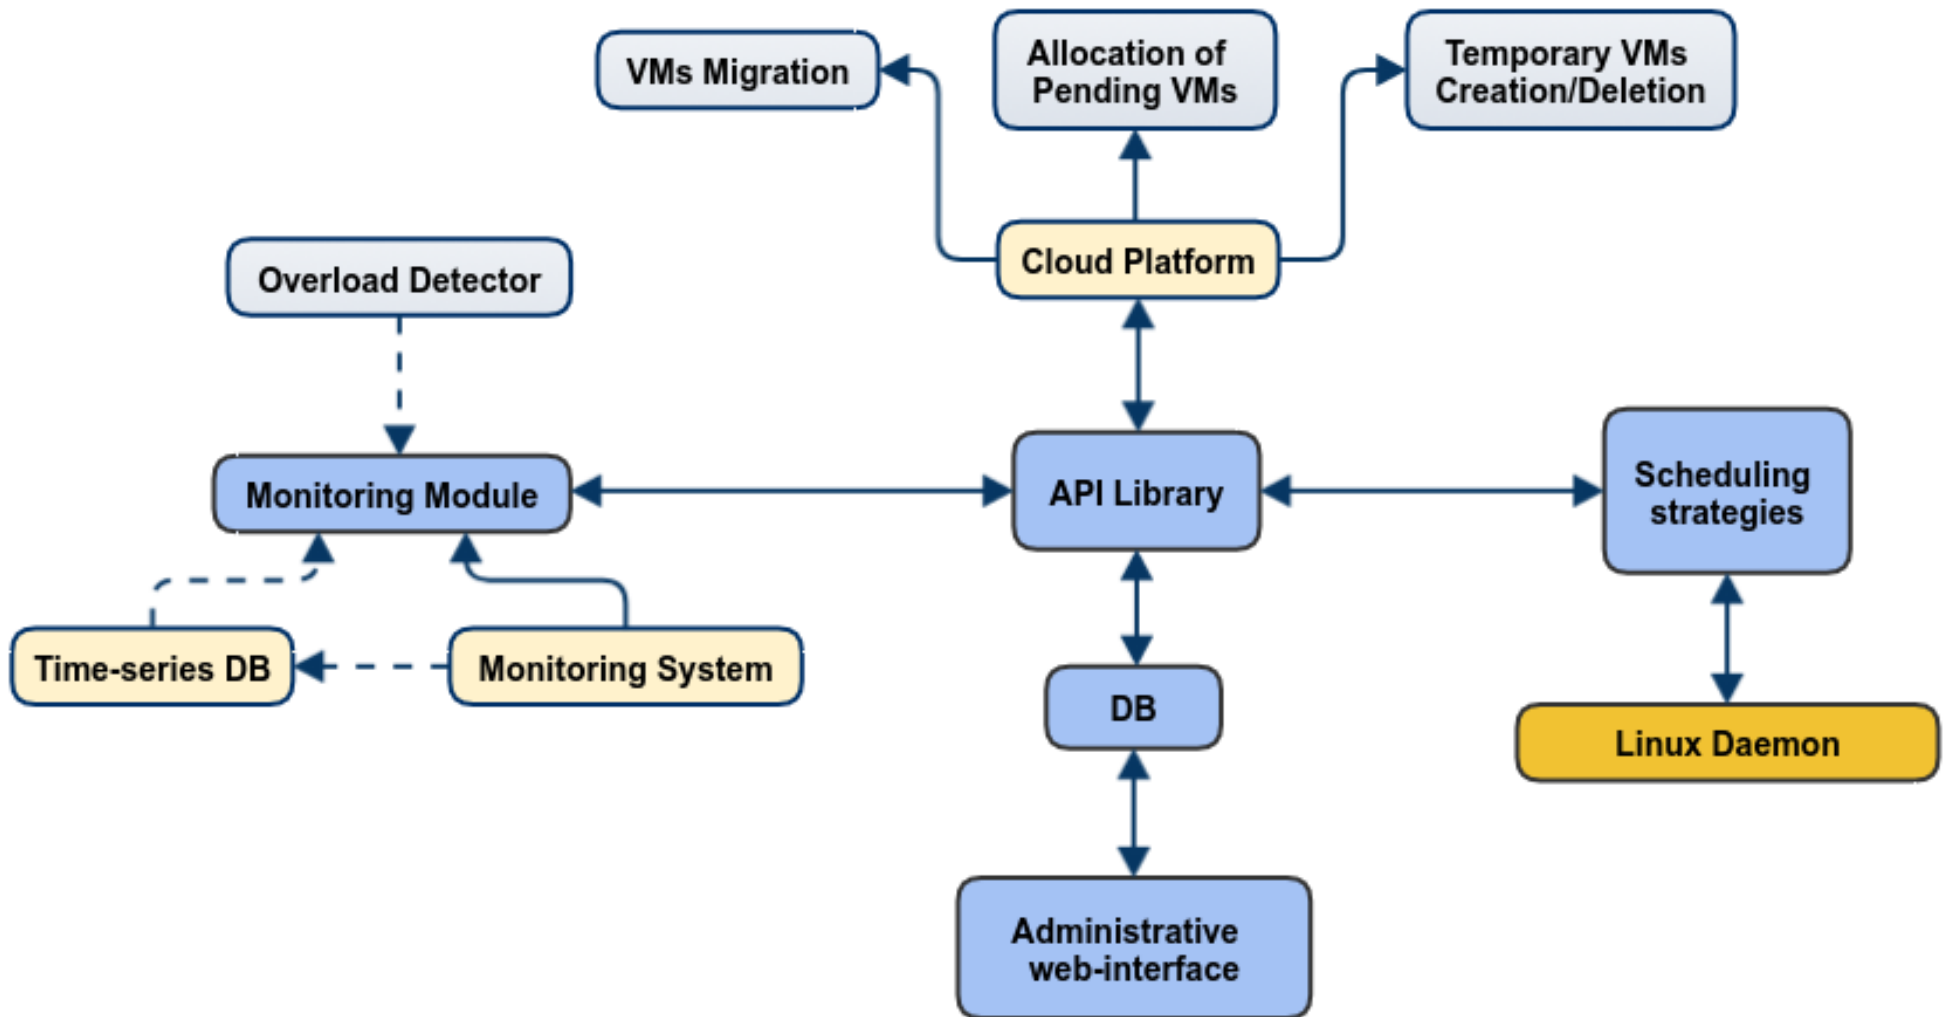 VMs Migration
Allocation of
Pending VMs
Temporary VMs
Creation/Deletion
Cloud Platform
Overload Detector
Monitoring Module
API Library
Scheduling
strategies
Time-series DB
Monitoring System
DB
Linux Daemon
Administrative
web-interface